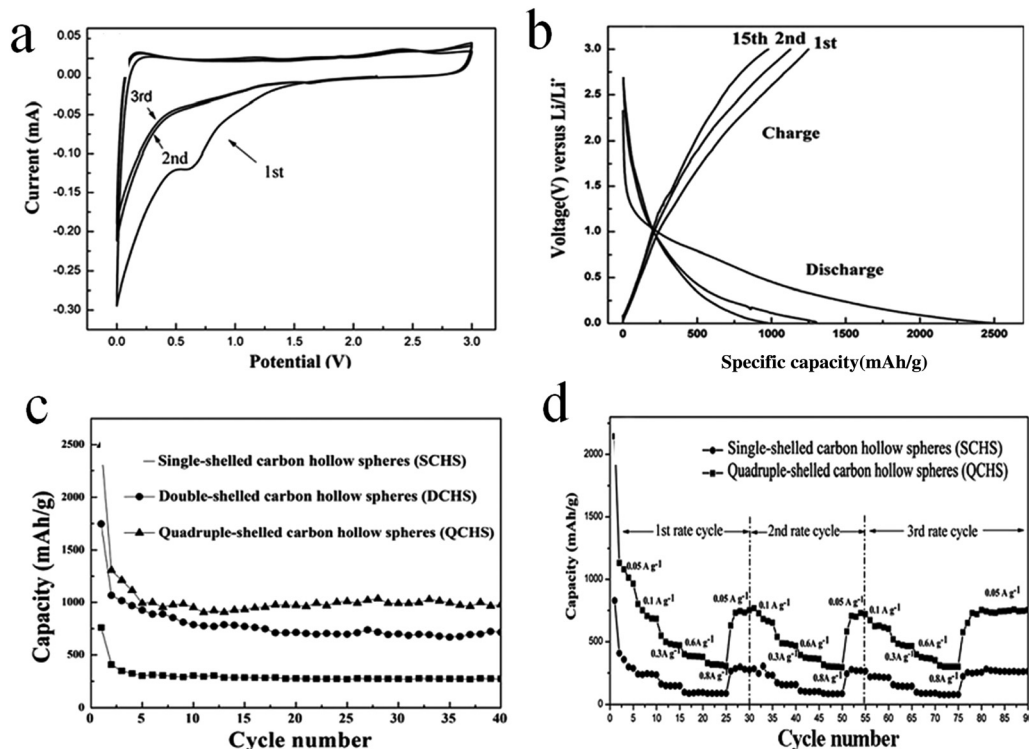 a
0.05
0.00
-0.05
-0.10
-0.15
-0.20
-0.25
-0.30
Current (mA)
3rd
2nd
1st
0.0 0.5 1.0 1.5 2.0 2.5 3.0
Potential (V)
b
3.0
2.5
2.0
1.5
1.0
0.5
0.0
Voltage(V) versus Li/Li+
15th 2nd 1st
Charge
Discharge
0 500 1000 1500 2000 2500
Specific capacity(mAh/g)
c
2500
2000
1500
1000
500
0
Capacity (mAh/g)
Single-shelled carbon hollow spheres (SCHS)
Double-shelled carbon hollow spheres (DCHS)
Quadruple-shelled carbon hollow spheres (QCHS)
0 5 10 15 20 25 30 35 40
Cycle number
d
2000
1500
1000
500
0
Capacity (mAh/g)
Single-shelled carbon hollow spheres (SCHS)
Quadruple-shelled carbon hollow spheres (QCHS)
1st rate cycle 2nd rate cycle 3rd rate cycle
0.05 A g-1
0.1A g-1
0.3A g-1
0.6A g-1
0.8A g-1
0.05 A g-1
0.1A g-1
0.3A g-1
0.6A g-1
0.8A g-1
0.05 A g-1
0.1A g-1
0.3A g-1
0.6A g-1
0.8A g-1
0.05 A g-1
0 5 10 15 20 25 30 35 40 45 50 55 60 65 70 75 80 85 90
Cycle number